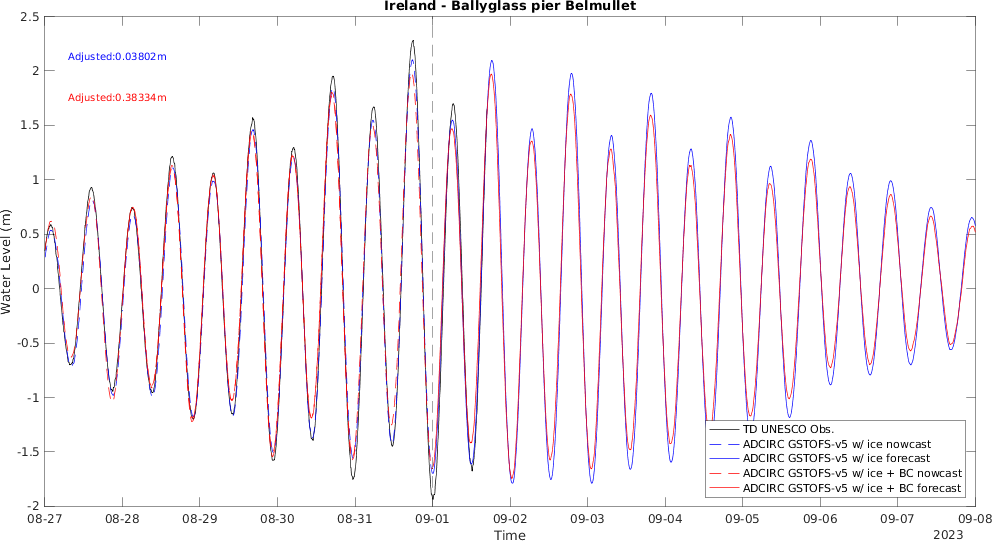 Ireland - Ballyglass pier Belmullet
Adjusted:0.03802m
Adjusted:0.38334m
2.5
2
1.5
1
0.5
0
-0.5
-1
-1.5
-2
Water Level (m)
TD UNESCO Obs.
ADCIRC GSTOFS-v5 w/ ice nowcast
ADCIRC GSTOFS-v5 w/ ice forecast
ADCIRC GSTOFS-v5 w/ ice + BC nowcast
ADCIRC GSTOFS-v5 w/ ice + BC forecast
08-27 08-28 08-29 08-30 08-31 09-01 09-02 09-03 09-04 09-05 09-06 09-07 09-08
Time
2023